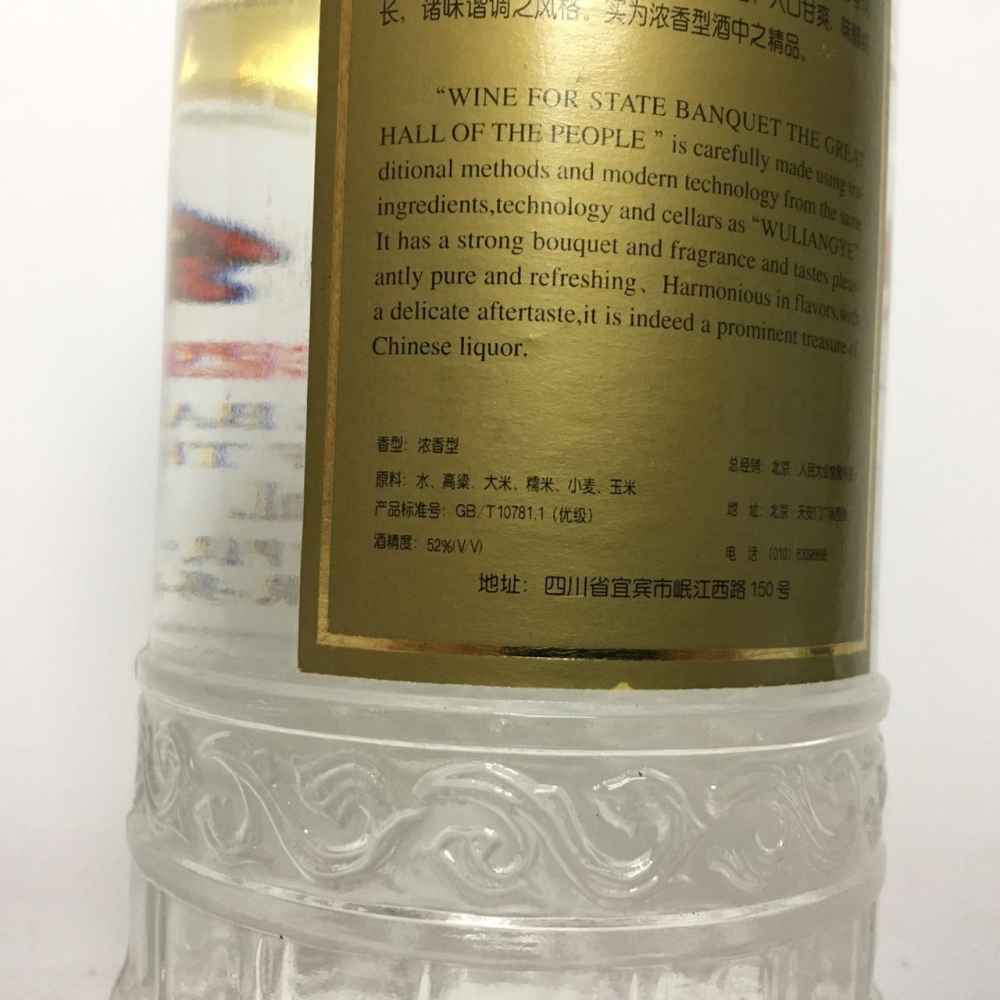 长，诸味谐调之风格。实为浓香型酒中之精品。
“WINE FOR STATE BANQUET THE GREAT
HALL OF THE PEOPLE ” is carefully made using tra-
ditional methods and modern technology from the same
ingredients,technology and cellars as “WULIANGYE”
It has a strong bouquet and fragrance and tastes pleas-
antly pure and refreshing、Harmonious in flavors,with
a delicate aftertaste,it is indeed a prominent treasure of
Chinese liquor.
香型: 浓香型
原料: 水、高粱、大米、糯米、小麦、玉米
产品标准号: GB/T10781.1 (优级)
酒精度: 52%(V/V)
总经销: 北京
地 址: 北京
电 话: (010)
地址: 四川省宜宾市岷江西路150号